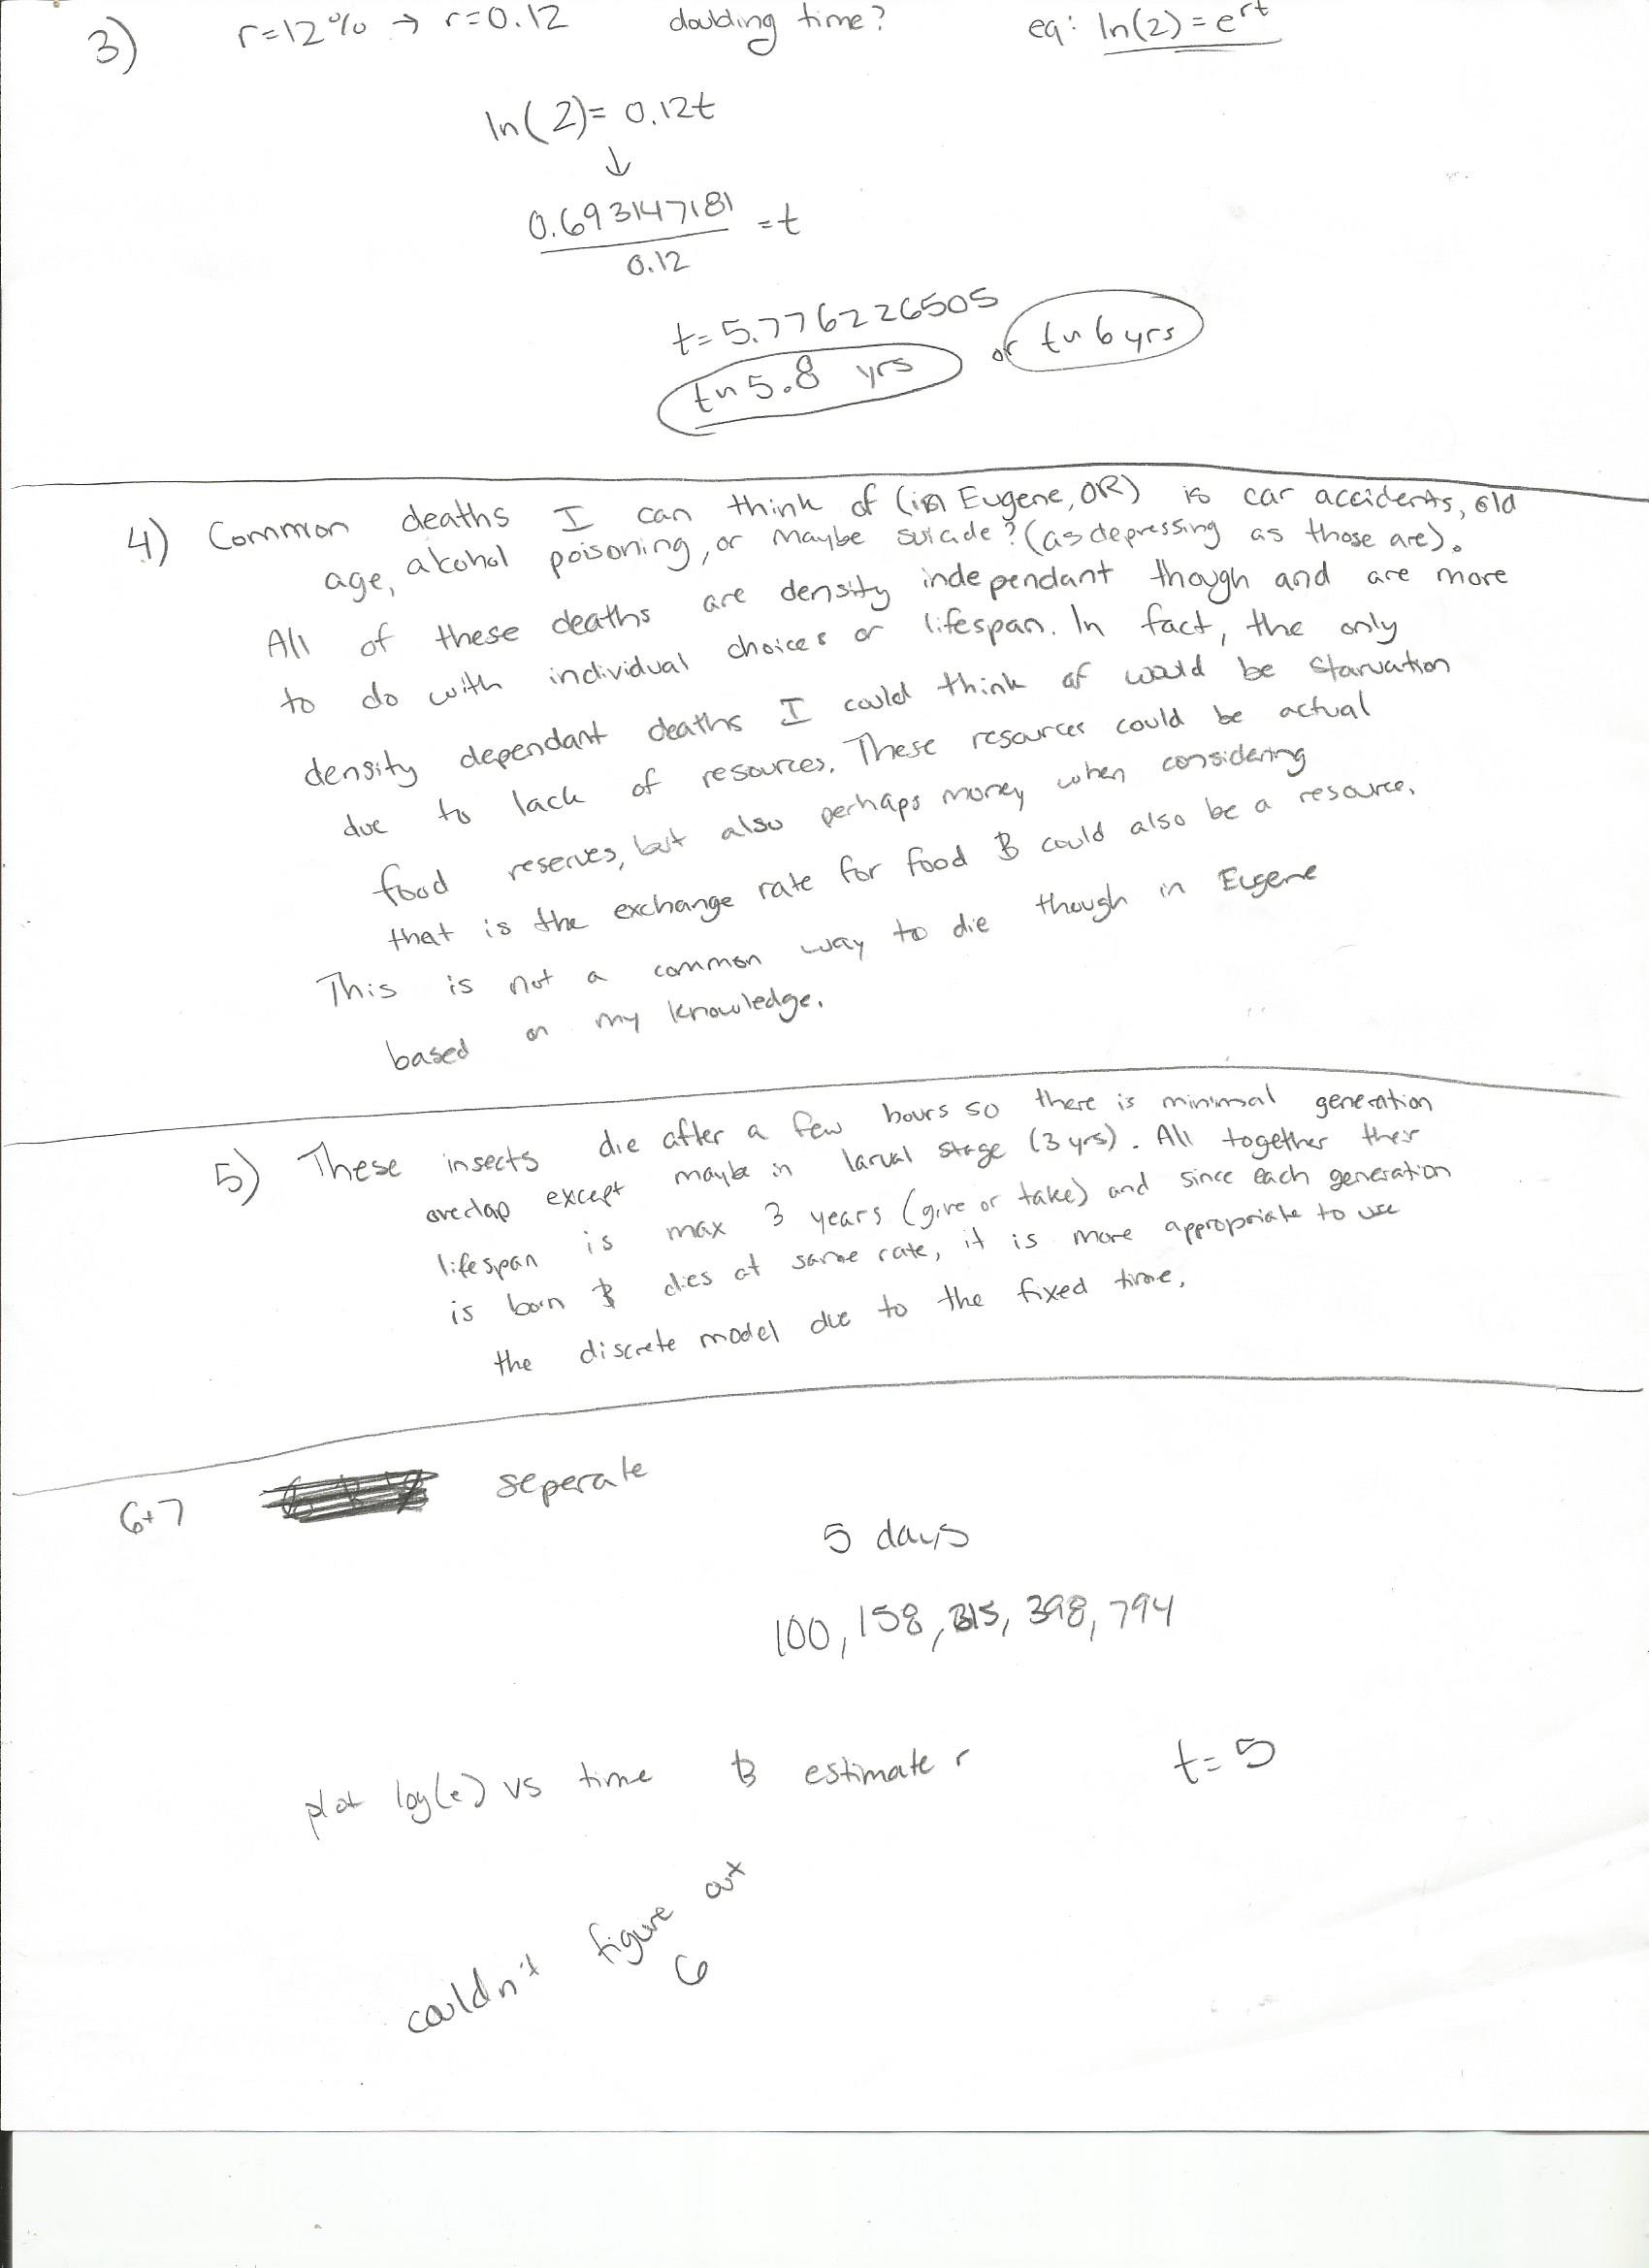 3) r=12% → r=0.12 doubling time? eq: ln(2)=e^rt
ln(2)= 0.12t
↓
0.693147181
0.12
=t
t=5.776226505
t~5.8 yrs or t~6yrs
4) Common deaths I can think of (in Eugene, OR) is car accidents, old
age, alcohol poisoning, or maybe suicide? (as depressing as those are).
All of these deaths are density independant though and are more
to do with individual choices or lifespan. In fact, the only
density dependant deaths I could think of would be starvation
due to lack of resources. These resources could be actual
food reserves, but also perhaps money when considering
that is the exchange rate for food & could also be a resource.
This is not a common way to die though in Eugene
based on my knowledge.
5) These insects die after a few hours so there is minimal generation
overlap except maybe in larval stage (3 yrs). All together their
lifespan is max 3 years (give or take) and since each generation
is born & dies at same rate, it is more appropriate to use
the discrete model due to the fixed time.
6+7 seperate
5 days
100, 158, 315, 398, 794
plot log(e) vs time & estimate r t=5
couldn't figure out
6